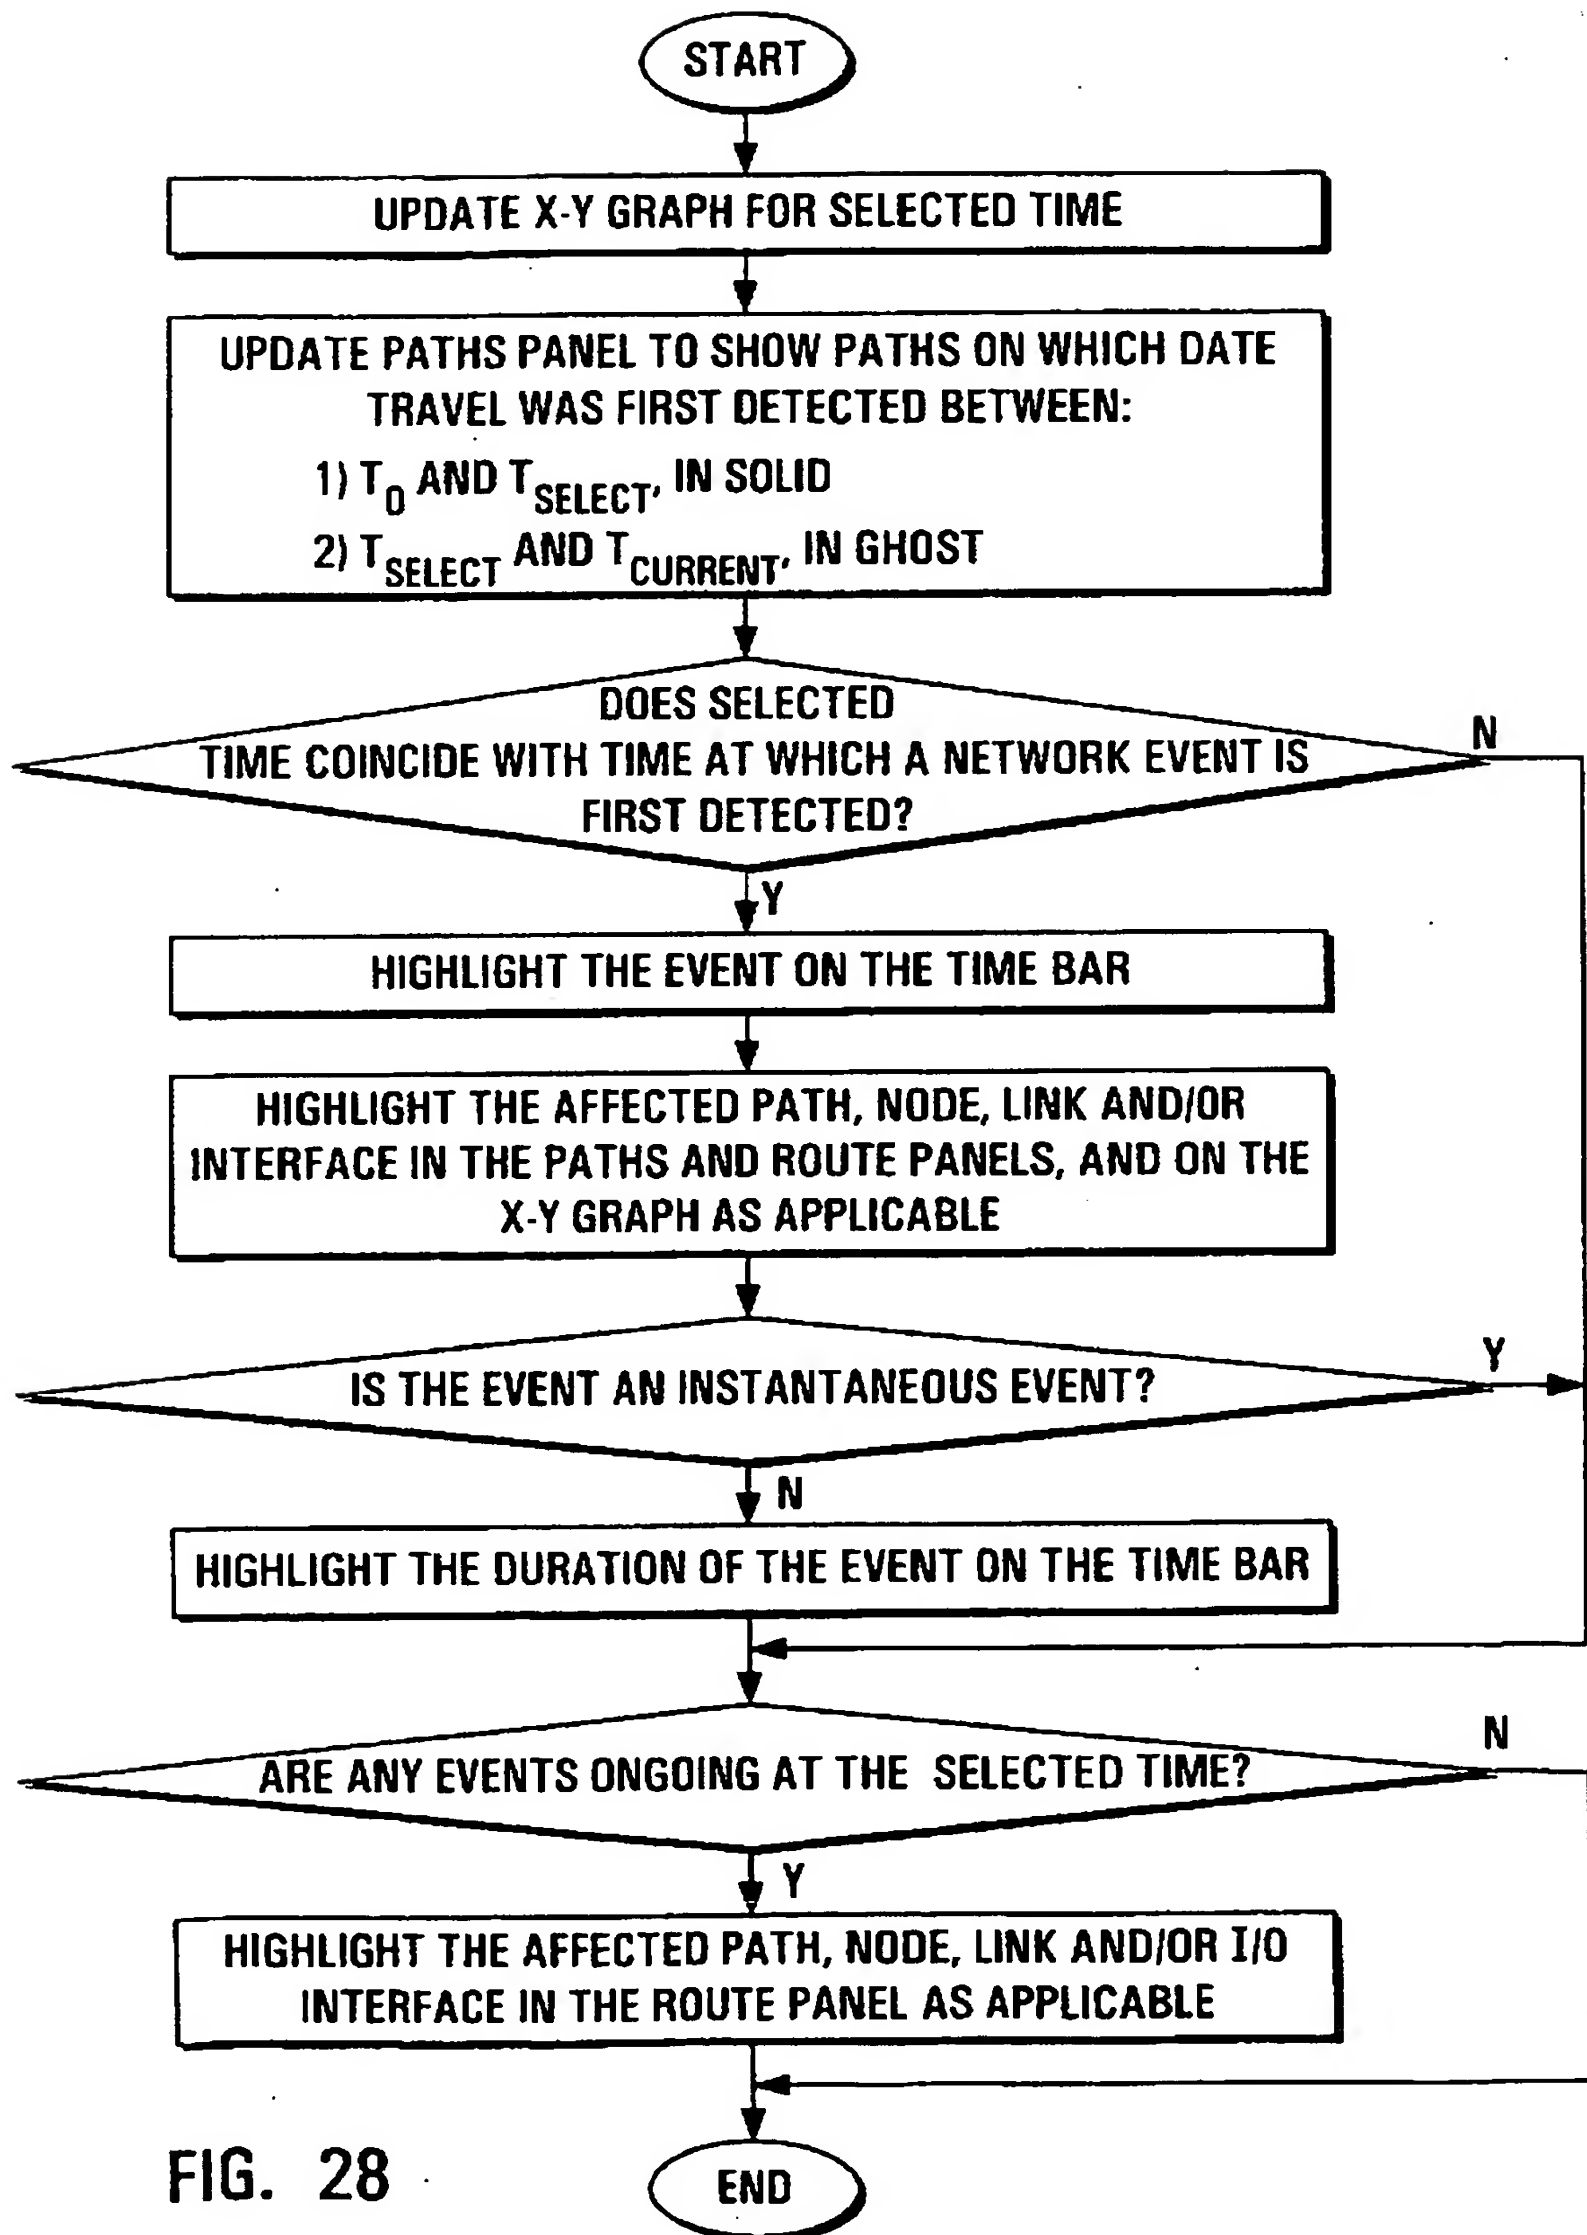 START
UPDATE X-Y GRAPH FOR SELECTED TIME
UPDATE PATHS PANEL TO SHOW PATHS ON WHICH DATE
TRAVEL WAS FIRST DETECTED BETWEEN:
1) T0 AND TSELECT, IN SOLID
2) TSELECT AND TCURRENT, IN GHOST
DOES SELECTED
TIME COINCIDE WITH TIME AT WHICH A NETWORK EVENT IS
FIRST DETECTED?
N
Y
HIGHLIGHT THE EVENT ON THE TIME BAR
HIGHLIGHT THE AFFECTED PATH, NODE, LINK AND/OR
INTERFACE IN THE PATHS AND ROUTE PANELS, AND ON THE
X-Y GRAPH AS APPLICABLE
IS THE EVENT AN INSTANTANEOUS EVENT?
Y
N
HIGHLIGHT THE DURATION OF THE EVENT ON THE TIME BAR
ARE ANY EVENTS ONGOING AT THE SELECTED TIME?
N
Y
HIGHLIGHT THE AFFECTED PATH, NODE, LINK AND/OR I/O
INTERFACE IN THE ROUTE PANEL AS APPLICABLE
END
FIG. 28